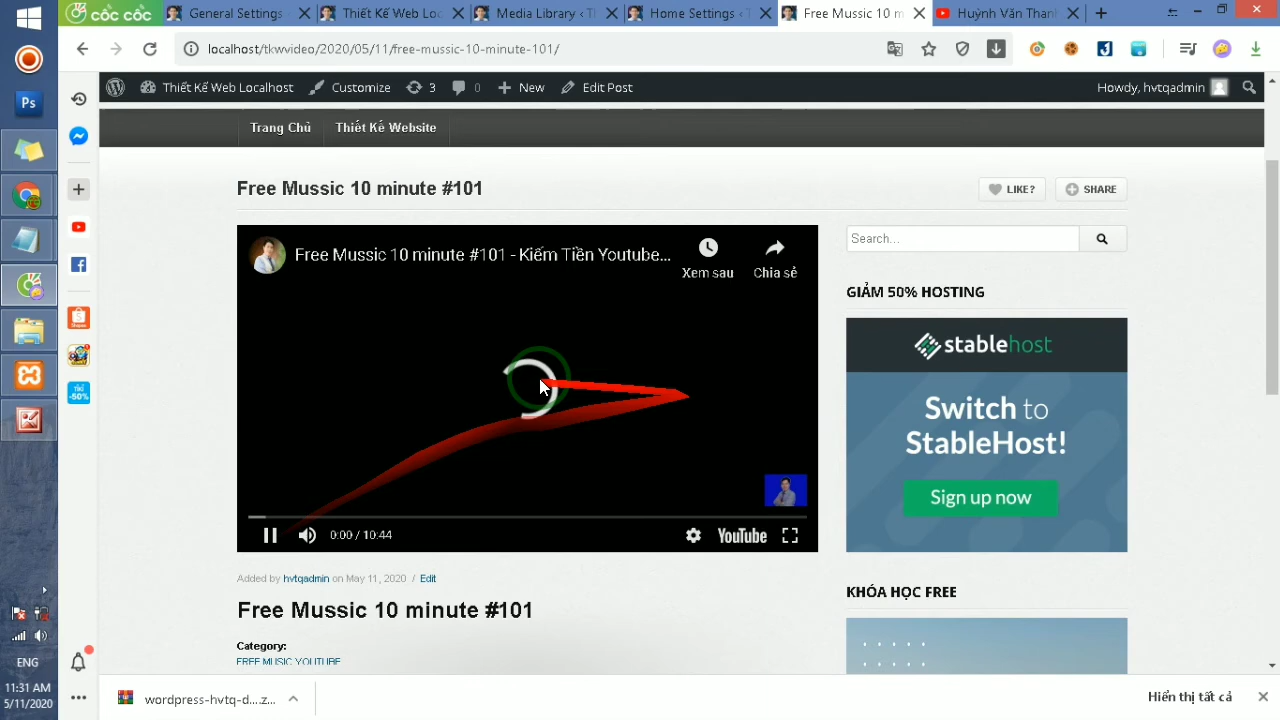 CỐC CỐC
General Settings
Thiết Kế Web Loc
Media Library ‹ T
Home Settings ‹ T
Free Mussic 10 m
Huỳnh Văn Thanh
localhost/tkwvideo/2020/05/11/free-mussic-10-minute-101/
Thiết Kế Web Localhost
Customize
3
0
New
Edit Post
Howdy, hvtqadmin
Trang Chủ
Thiết Kế Website
Free Mussic 10 minute #101
LIKE?
SHARE
Free Mussic 10 minute #101 - Kiếm Tiền Youtube...
Xem sau
Chia sẻ
0:00 / 10:44
YouTube
Added by hvtqadmin on May 11, 2020 / Edit
Free Mussic 10 minute #101
Category:
FREE MUSIC YOUTUBE
Search...
GIẢM 50% HOSTING
stablehost
Switch to
StableHost!
Sign up now
KHÓA HỌC FREE
Ps
Shopee
TIKI
-50%
ENG
11:31 AM
5/11/2020
wordpress-hvtq-d....z...
Hiển thị tất cả